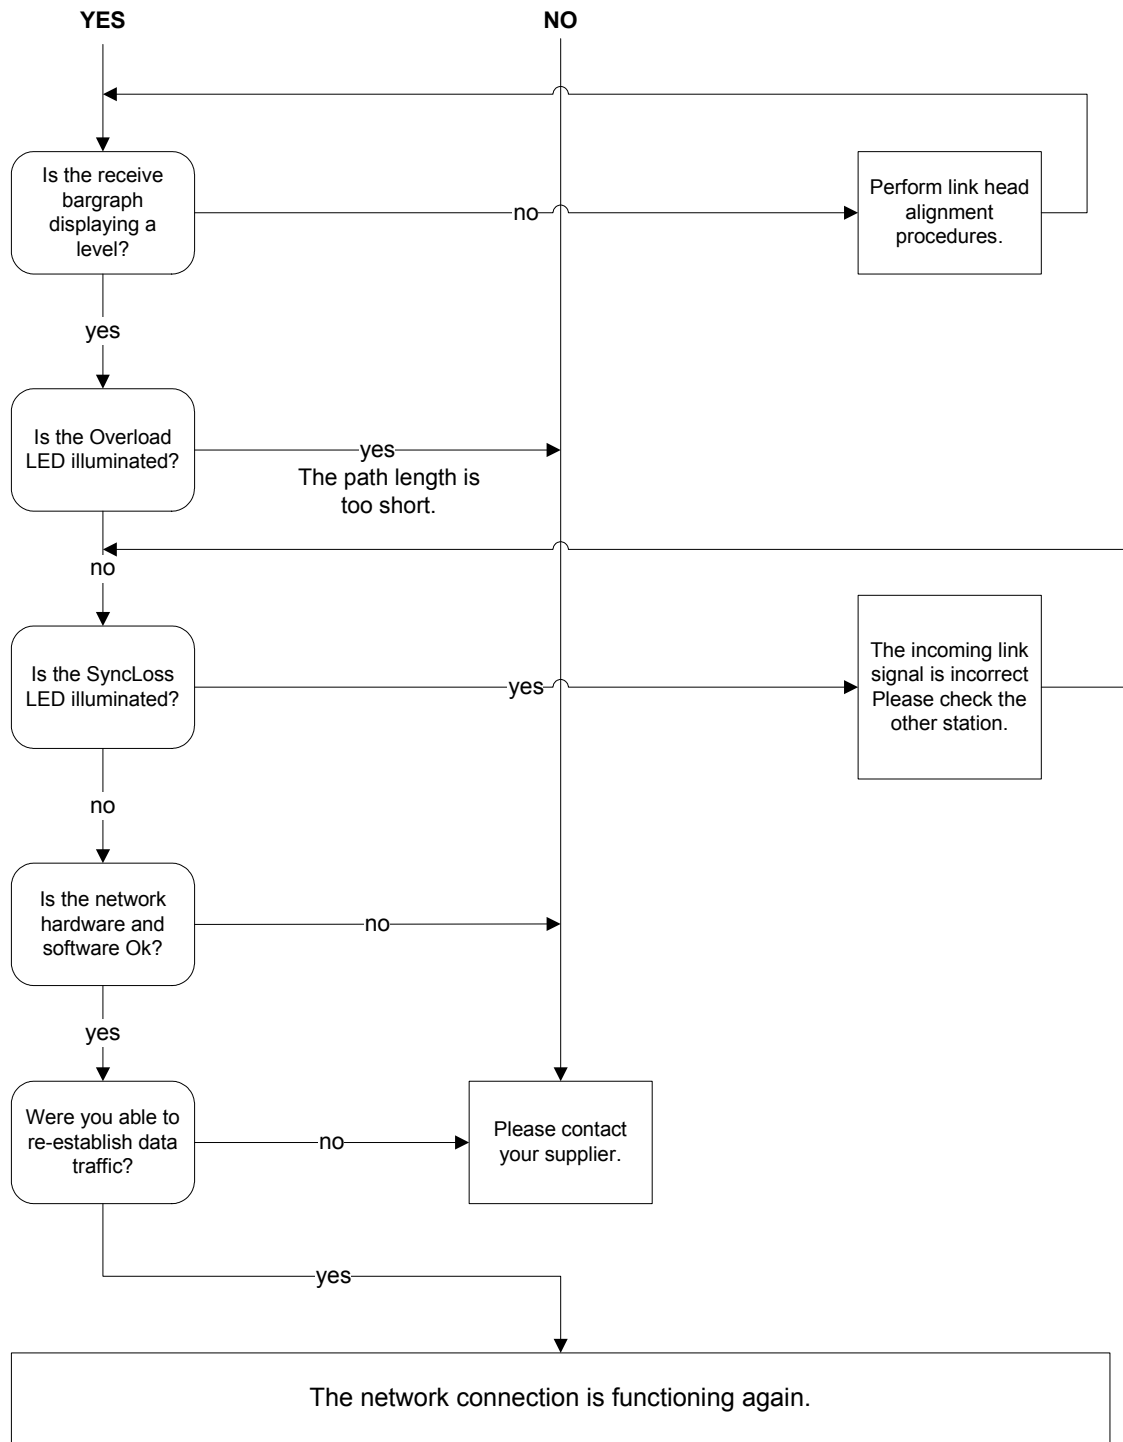 YES
NO
Is the receive
bargraph
displaying a
level?
no
Perform link head
alignment
procedures.
yes
Is the Overload
LED illuminated?
yes
The path length is
too short.
no
Is the SyncLoss
LED illuminated?
yes
The incoming link
signal is incorrect
Please check the
other station.
no
Is the network
hardware and
software Ok?
no
yes
Were you able to
re-establish data
traffic?
no
Please contact
your supplier.
yes
The network connection is functioning again.